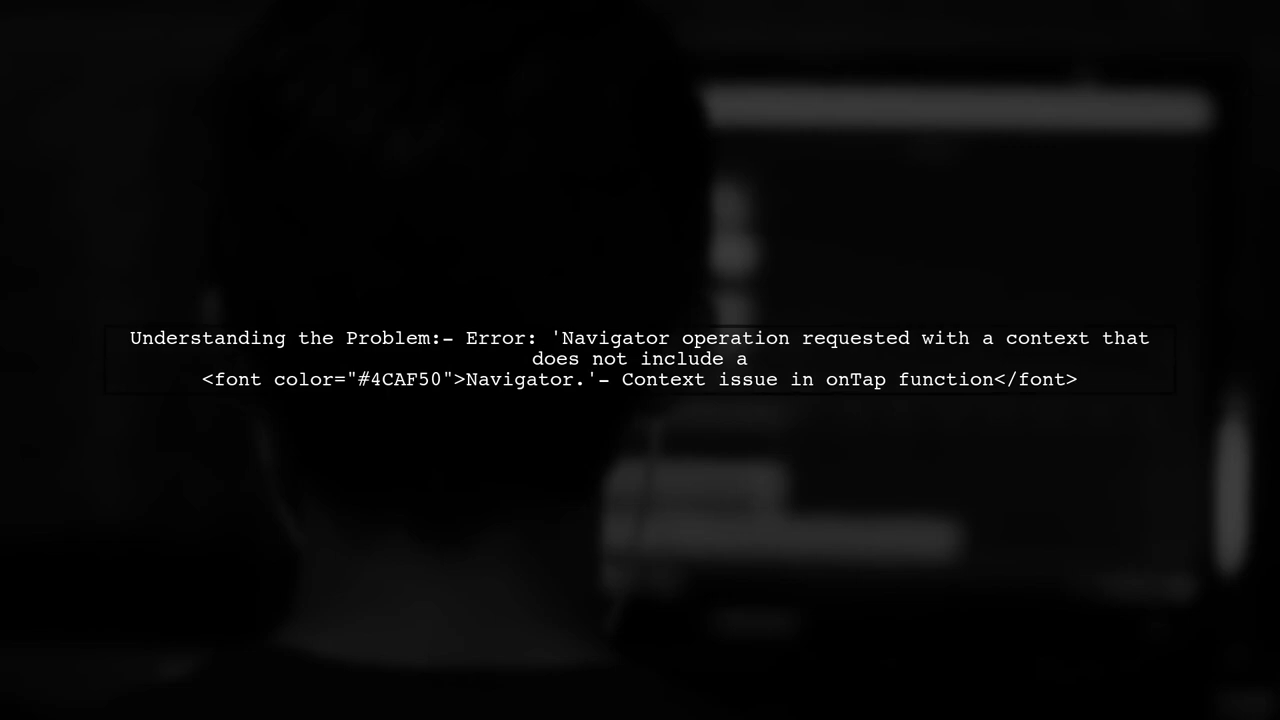 Understanding the Problem:- Error: 'Navigator operation requested with a context that
does not include a
<font color="#4CAF50">Navigator.'- Context issue in onTap function</font>